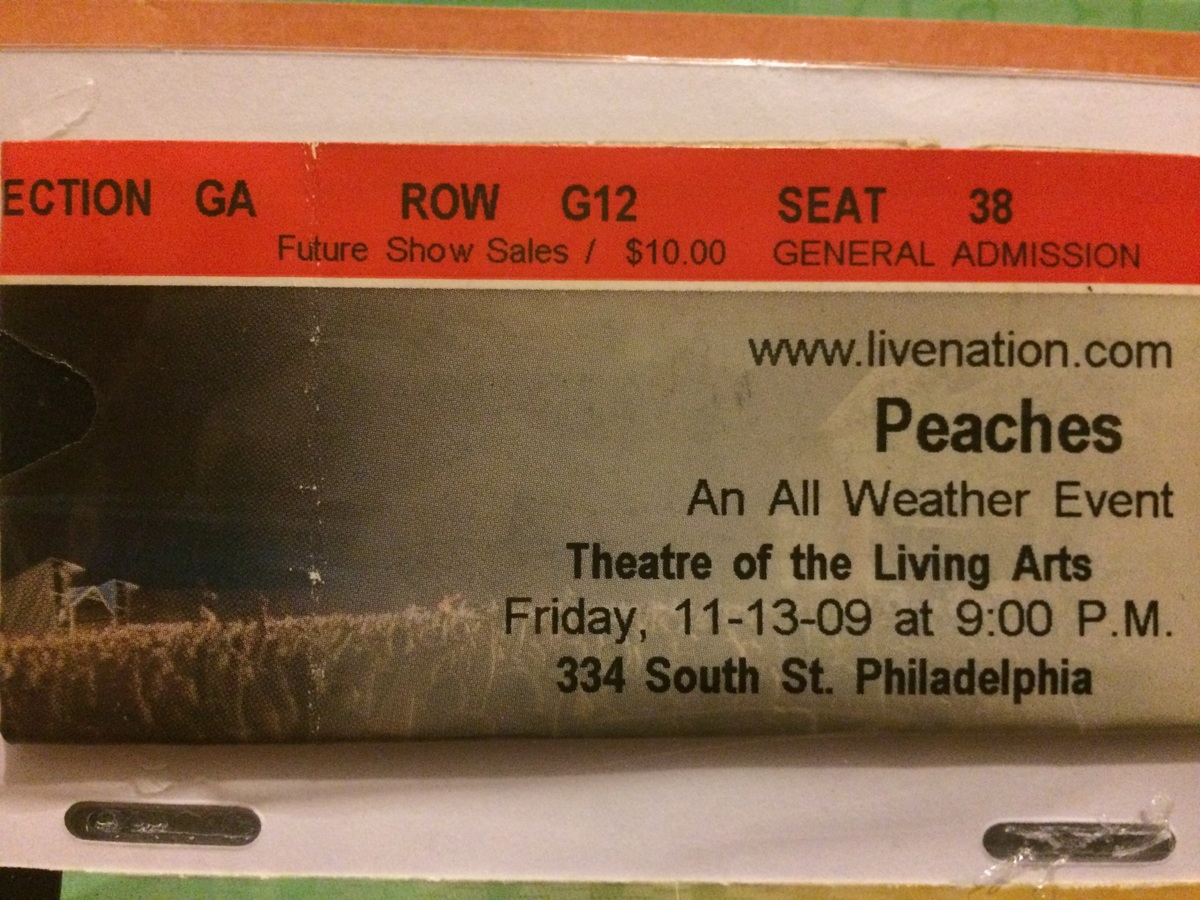 ECTION GA ROW G12 SEAT 38
Future Show Sales / $10.00 GENERAL ADMISSION
www.livenation.com
Peaches
An All Weather Event
Theatre of the Living Arts
Friday, 11-13-09 at 9:00 P.M.
334 South St. Philadelphia